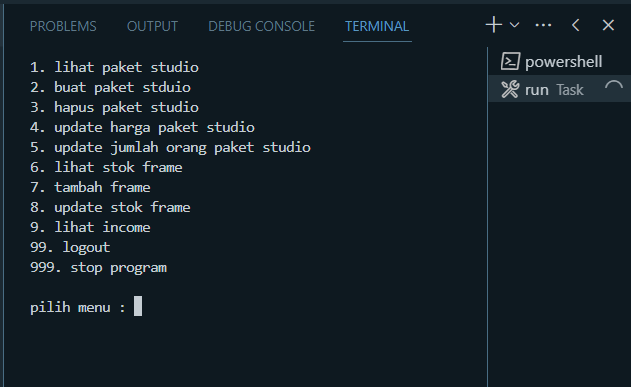 PROBLEMS OUTPUT DEBUG CONSOLE TERMINAL
1. lihat paket studio
2. buat paket stduio
3. hapus paket studio
4. update harga paket studio
5. update jumlah orang paket studio
6. lihat stok frame
7. tambah frame
8. update stok frame
9. lihat income
99. logout
999. stop program
pilih menu :
powershell
run Task